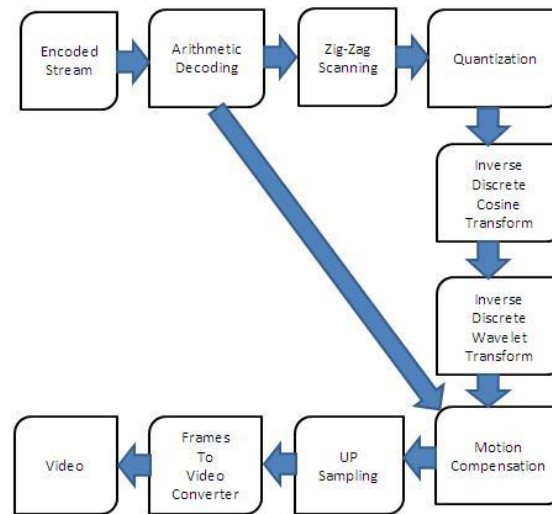 Encoded
Stream
Arithmetic
Decoding
Zig-Zag
Scanning
Quantization
Inverse
Discrete
Cosine
Transform
Inverse
Discrete
Wavelet
Transform
Motion
Compensation
UP
Sampling
Frames
To
Video
Converter
Video